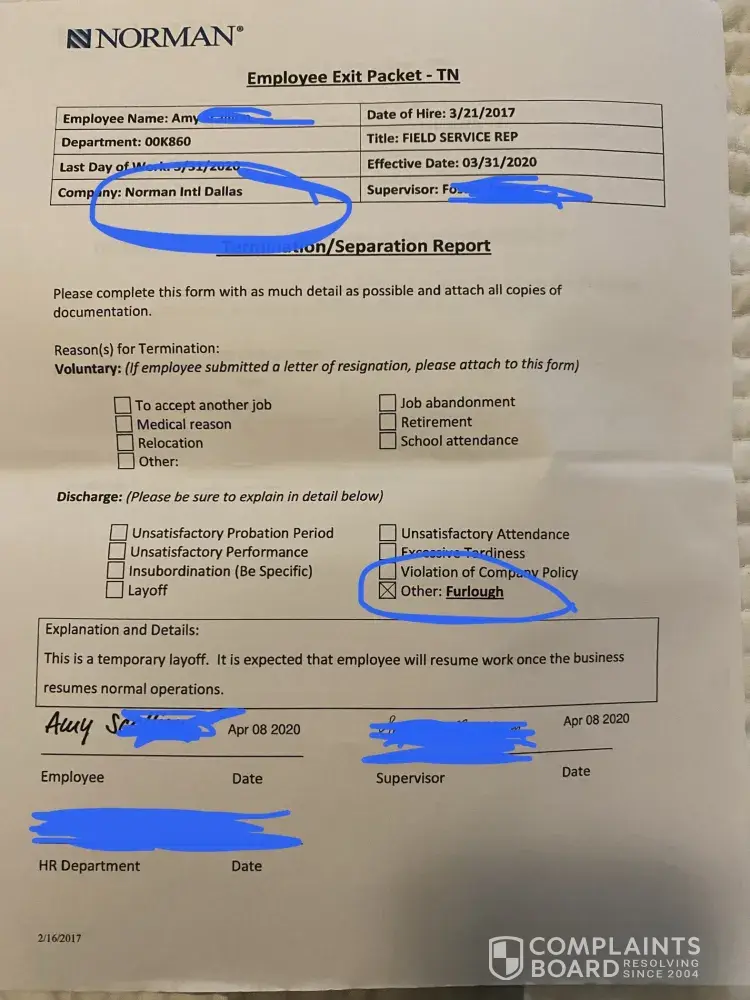 NORMAN®
Employee Exit Packet - TN
Employee Name: Amy
Date of Hire: 3/21/2017
Department: 00K860
Title: FIELD SERVICE REP
Last Day of Work: 3/31/2020
Effective Date: 03/31/2020
Company: Norman Intl Dallas
Supervisor:
Termination/Separation Report
Please complete this form with as much detail as possible and attach all copies of
documentation.
Reason(s) for Termination:
Voluntary: (If employee submitted a letter of resignation, please attach to this form)
To accept another job
Medical reason
Relocation
Other:
Job abandonment
Retirement
School attendance
Discharge: (Please be sure to explain in detail below)
Unsatisfactory Probation Period
Unsatisfactory Performance
Insubordination (Be Specific)
Layoff
Unsatisfactory Attendance
Excessive Tardiness
Violation of Company Policy
Other: Furlough
Explanation and Details:
This is a temporary layoff. It is expected that employee will resume work once the business
resumes normal operations.
Amy
Apr 08 2020
Apr 08 2020
Employee Date
Supervisor Date
HR Department Date
2/16/2017
COMPLAINTS
BOARD RESOLVING
SINCE 2004